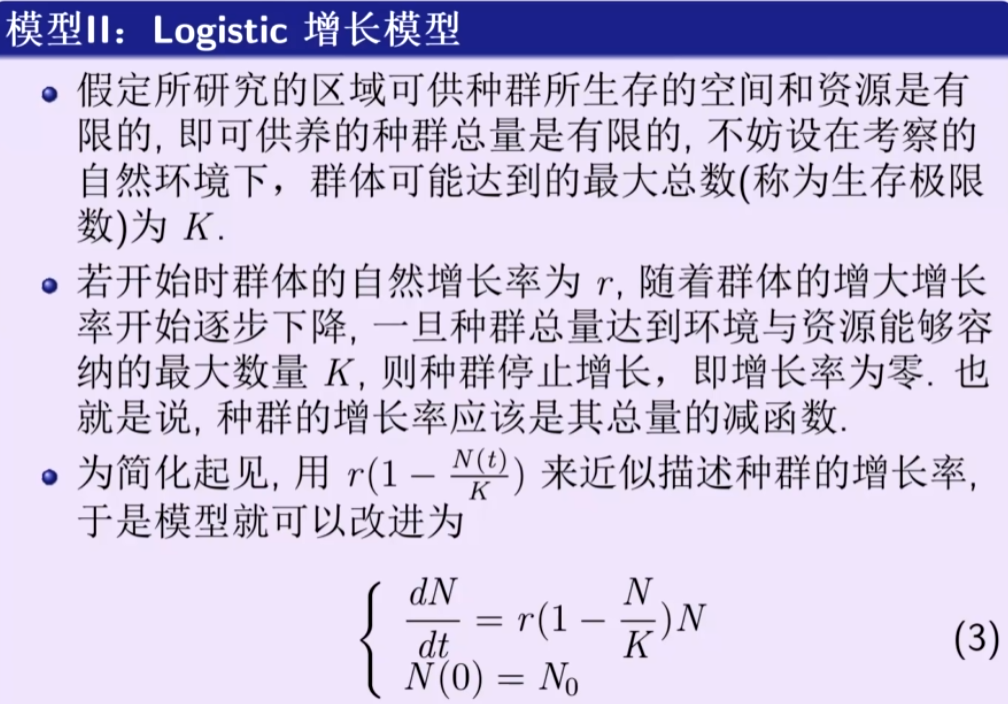 模型II：Logistic 增长模型
假定所研究的区域可供种群所生存的空间和资源是有
限的, 即可供养的种群总量是有限的, 不妨设在考察的
自然环境下，群体可能达到的最大总数(称为生存极限
数)为 K.
若开始时群体的自然增长率为 r, 随着群体的增大增长
率开始逐步下降, 一旦种群总量达到环境与资源能够容
纳的最大数量 K, 则种群停止增长，即增长率为零. 也
就是说, 种群的增长率应该是其总量的减函数.
为简化起见, 用 r(1 − \frac{N(t)}{K}) 来近似描述种群的增长率,
于是模型就可以改进为
\frac{dN}{dt} = r(1 − \frac{N}{K})N
N(0) = N_0
(3)